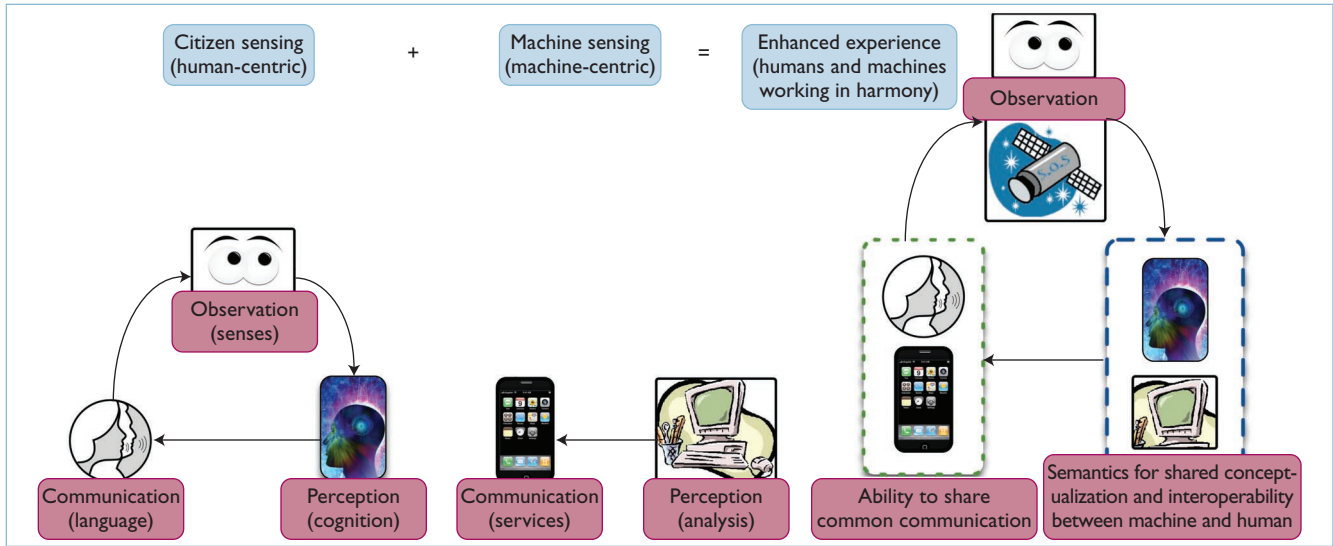 Citizen sensing
(human-centric)
+
Machine sensing
(machine-centric)
=
Enhanced experience
(humans and machines
working in harmony)
Observation
S.O.S
Observation
(senses)
Communication
(language)
Perception
(cognition)
Communication
(services)
Perception
(analysis)
Ability to share
common communication
Semantics for shared concept-
ualization and interoperability
between machine and human